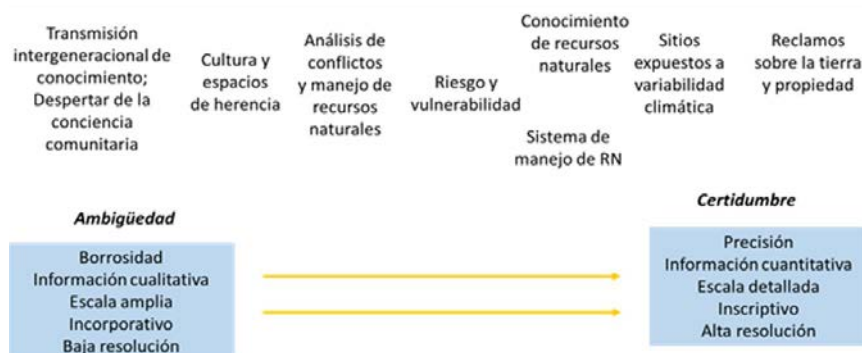 Transmisión
intergeneracional de
conocimiento;
Despertar de la
conciencia
comunitaria
Cultura y
espacios
de herencia
Análisis de
conflictos
y manejo de
recursos
naturales
Riesgo y
vulnerabilidad
Conocimiento
de recursos
naturales
Sistema de
manejo de RN
Sitios
expuestos a
variabilidad
climática
Reclamos
sobre la tierra
y propiedad
Ambigüedad
Borrosidad
Información cualitativa
Escala amplia
Incorporativo
Baja resolución
Certidumbre
Precisión
Información cuantitativa
Escala detallada
Inscriptivo
Alta resolución